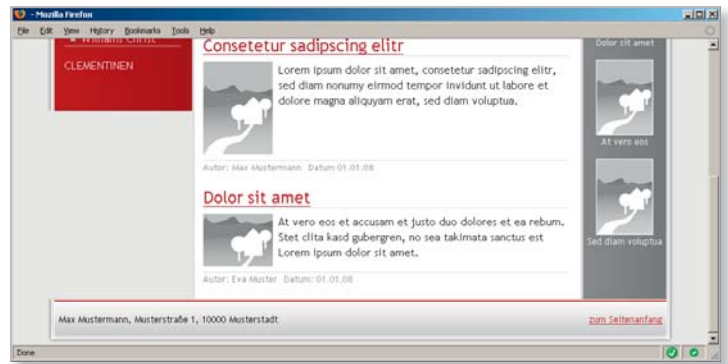 - Mozilla Firefox
File Edit View History Bookmarks Tools Help
Williams Christ
CLEMENTINEN
Consetetur sadipscing elitr
Lorem ipsum dolor sit amet, consetetur sadipscing elitr,
sed diam nonumy eirmod tempor invidunt ut labore et
dolore magna aliquyam erat, sed diam voluptua.
Autor: Max Mustermann Datum 01.01.08
Dolor sit amet
At vero eos et accusam et justo duo dolores et ea rebum.
Stet clita kasd gubergren, no sea takimata sanctus est
Lorem ipsum dolor sit amet.
Autor: Eva Muster Datum: 01.01.08
Dolor sit amet
At vero eos
Sed diam voluptua
Max Mustermann, Musterstraße 1, 10000 Musterstadt
zum Seitenanfang
Done